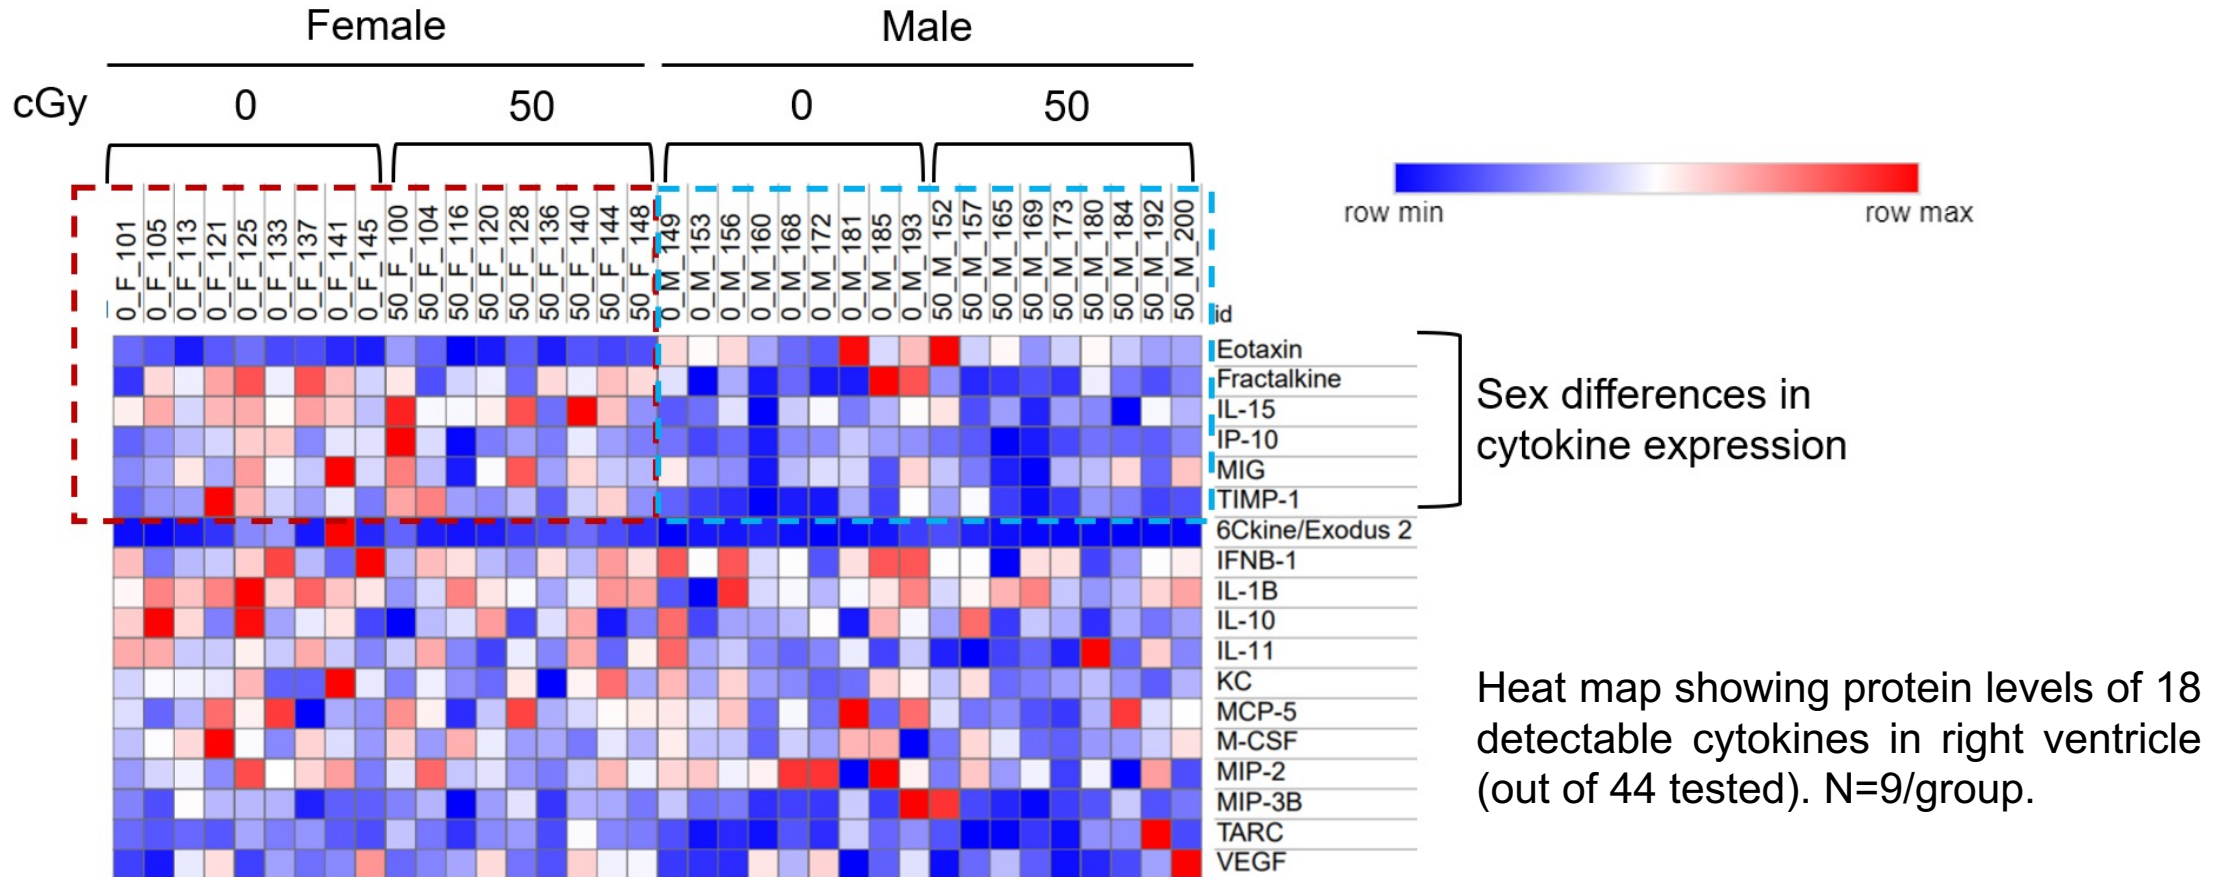 Female
Male
cGy
0
50
0
50
row min
row max
0_F_101
0_F_105
0_F_113
0_F_121
0_F_125
0_F_133
0_F_137
0_F_141
0_F_145
50_F_100
50_F_104
50_F_116
50_F_120
50_F_128
50_F_136
50_F_140
50_F_144
50_F_148
0_M_149
0_M_153
0_M_156
0_M_160
0_M_168
0_M_172
0_M_181
0_M_185
0_M_193
50_M_152
50_M_157
50_M_165
50_M_169
50_M_173
50_M_180
50_M_184
50_M_192
50_M_200
id
Eotaxin
Fractalkine
IL-15
IP-10
MIG
TIMP-1
6Ckine/Exodus 2
IFNB-1
IL-1B
IL-10
IL-11
KC
MCP-5
M-CSF
MIP-2
MIP-3B
TARC
VEGF
Sex differences in
cytokine expression
Heat map showing protein levels of 18
detectable cytokines in right ventricle
(out of 44 tested). N=9/group.